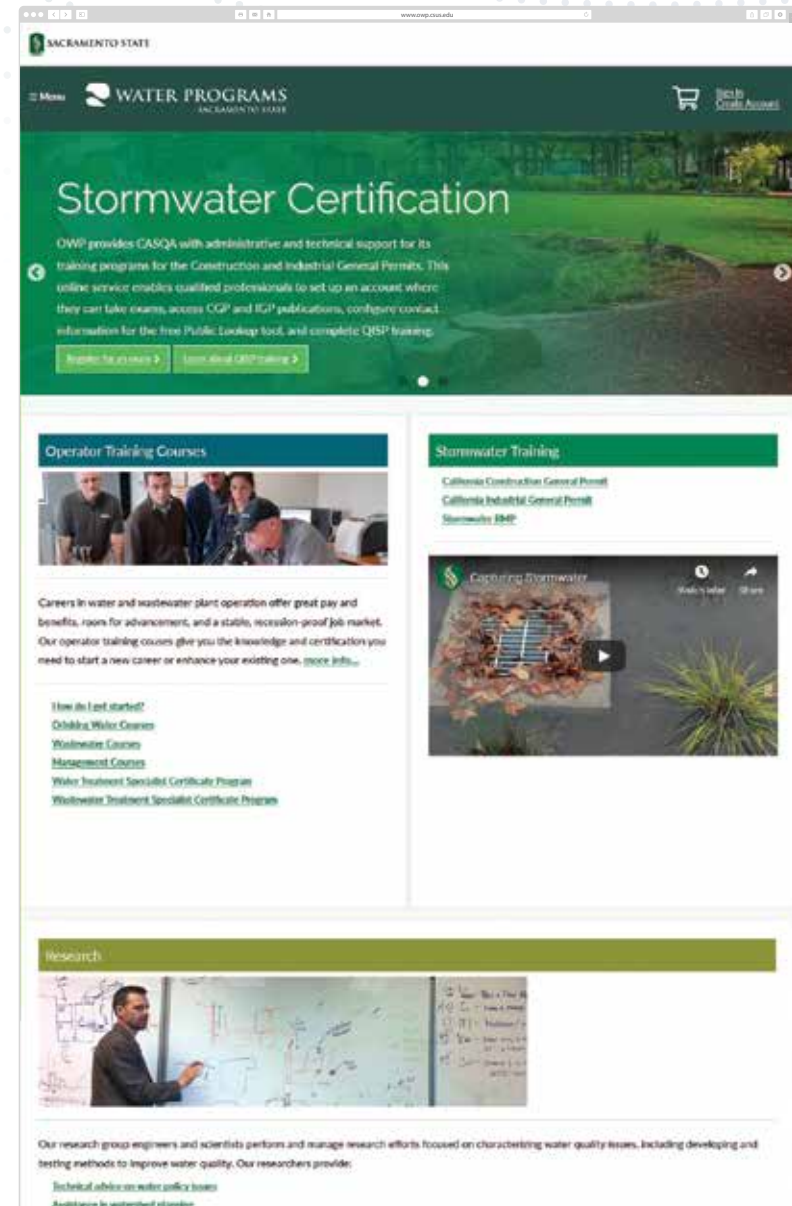 www.owp.csus.edu
SACRAMENTO STATE
Menu
WATER PROGRAMS
SACRAMENTO STATE
Sign In
Create Account
Stormwater Certification
OWP provides CASQA with administrative and technical support for its
training programs for the Construction and Industrial General Permits. This
online service enables qualified professionals to set up an account where
they can take exams, access CGP and IGP publications, configure contact
information for the free Public Lookup tool, and complete QISP training.
Register for an exam >
Learn about QISP training >
Operator Training Courses
Careers in water and wastewater plant operation offer great pay and
benefits, room for advancement, and a stable, recession-proof job market.
Our operator training couses give you the knowledge and certification you
need to start a new career or enhance your existing one. more info...
How do I get started?
Drinking Water Courses
Wastewater Courses
Management Courses
Water Treatment Specialist Certificate Program
Wastewater Treatment Specialist Certificate Program
Stormwater Training
California Construction General Permit
California Industrial General Permit
Stormwater BMP
Capturing Stormwater
Watch later
Share
Research
Our research group engineers and scientists perform and manage research efforts focused on characterizing water quality issues, including developing and
testing methods to improve water quality. Our researchers provide:
Technical advice on water policy issues
Assistance in watershed planning